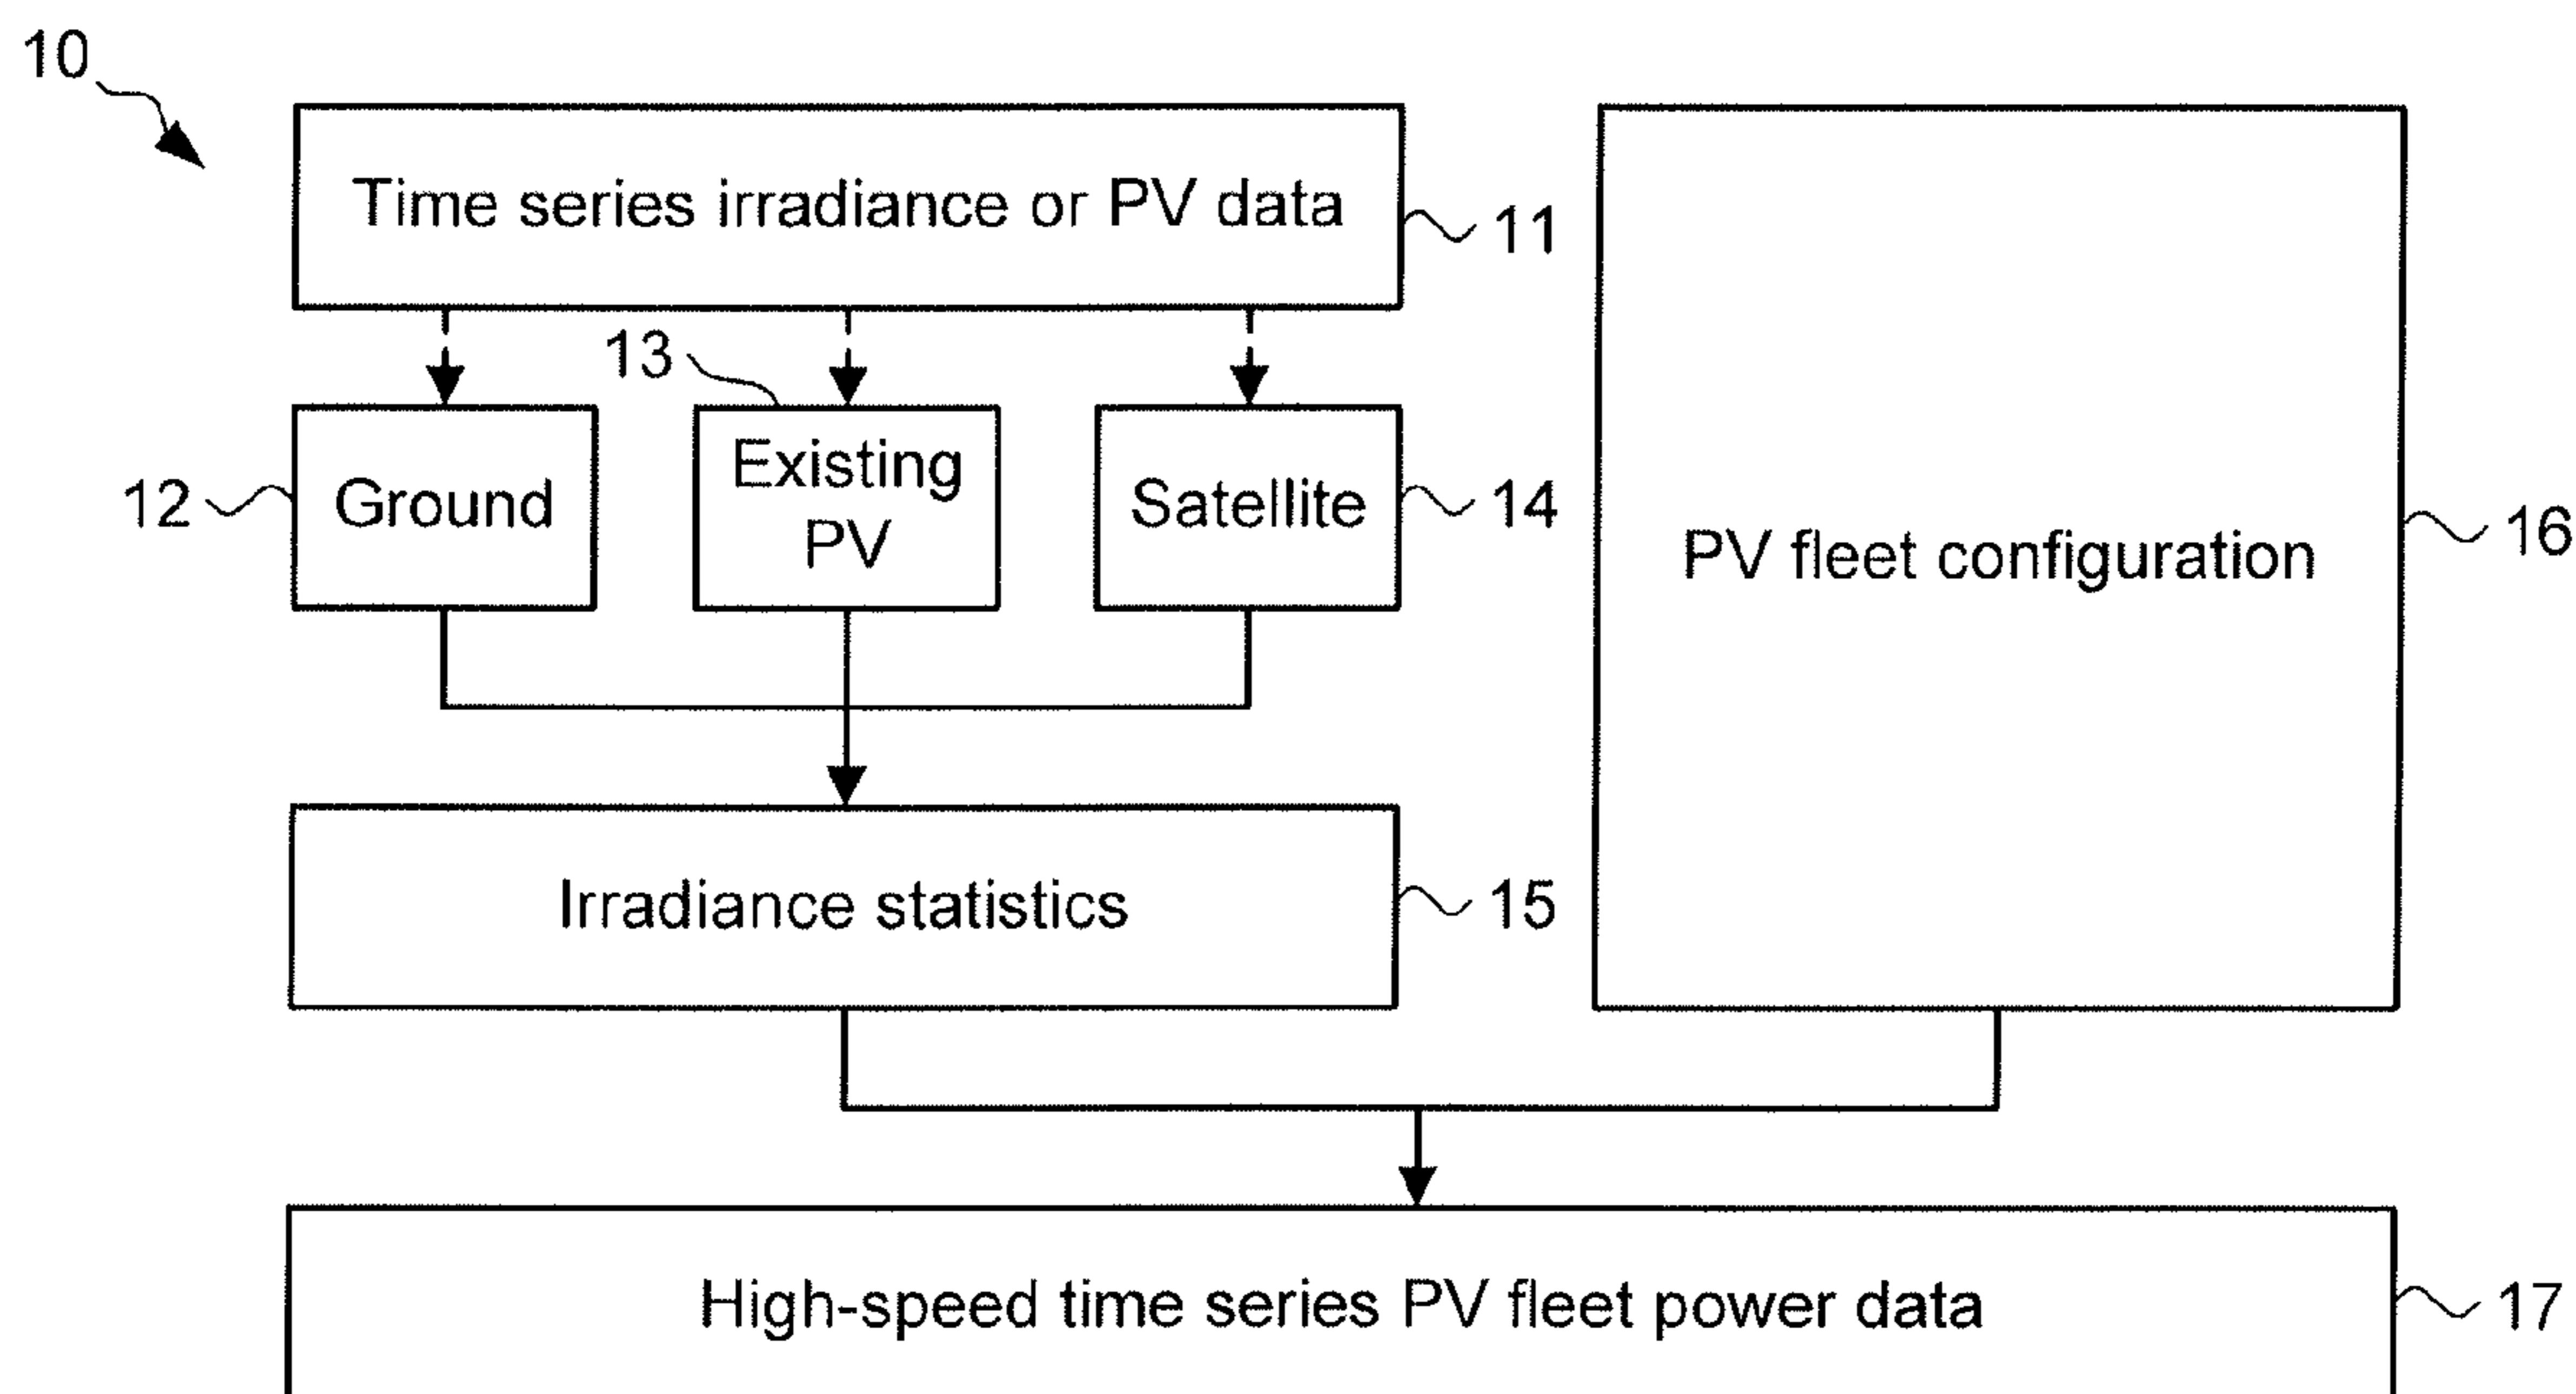 10
Time series irradiance or PV data
11
13
12
Ground
Existing
PV
Satellite
14
PV fleet configuration
16
Irradiance statistics
15
High-speed time series PV fleet power data
17